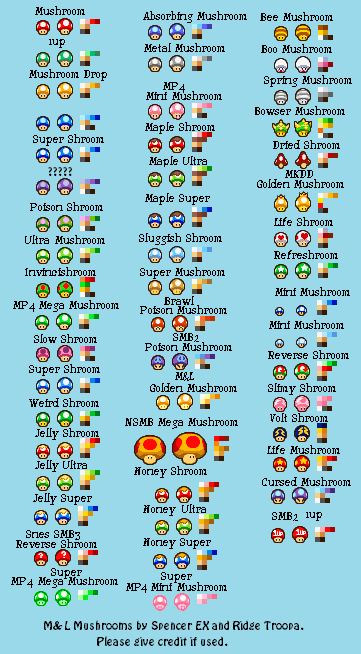 Mushroom
1up
Mushroom Drop
Super Shroom
?????
Poison Shroom
Ultra Mushroom
Invincishroom
MP4 Mega Mushroom
Slow Shroom
Super Shroom
Weird Shroom
Jelly Shroom
Jelly Ultra
Jelly Super
Snes SMB3
Reverse Shroom
Super
MP4 Mega Mushroom
Absorbing Mushroom
Metal Mushroom
MP4
Mini Mushroom
Maple Shroom
Maple Ultra
Maple Super
Sluggish Shroom
Super Mushroom
Brawl
Poison Mushroom
SMB2
Poison Mushroom
M&L
Golden Mushroom
NSMB Mega Mushroom
Honey Shroom
Honey Ultra
Honey Super
Super
MP4 Mini Mushroom
1up
Bee Mushroom
Boo Mushroom
Spring Mushroom
Bowser Mushroom
Dried Shroom
MKDD
Golden Mushroom
Life Shroom
Refreshroom
Mini Mushroom
Mini Mushroom
Reverse Shroom
Slimy Shroom
Volt Shroom
Life Mushroom
Cursed Mushroom
SMB2 1up
1up
1up
M&L Mushrooms by Spencer EX and Ridge Troopa.
Please give credit if used.